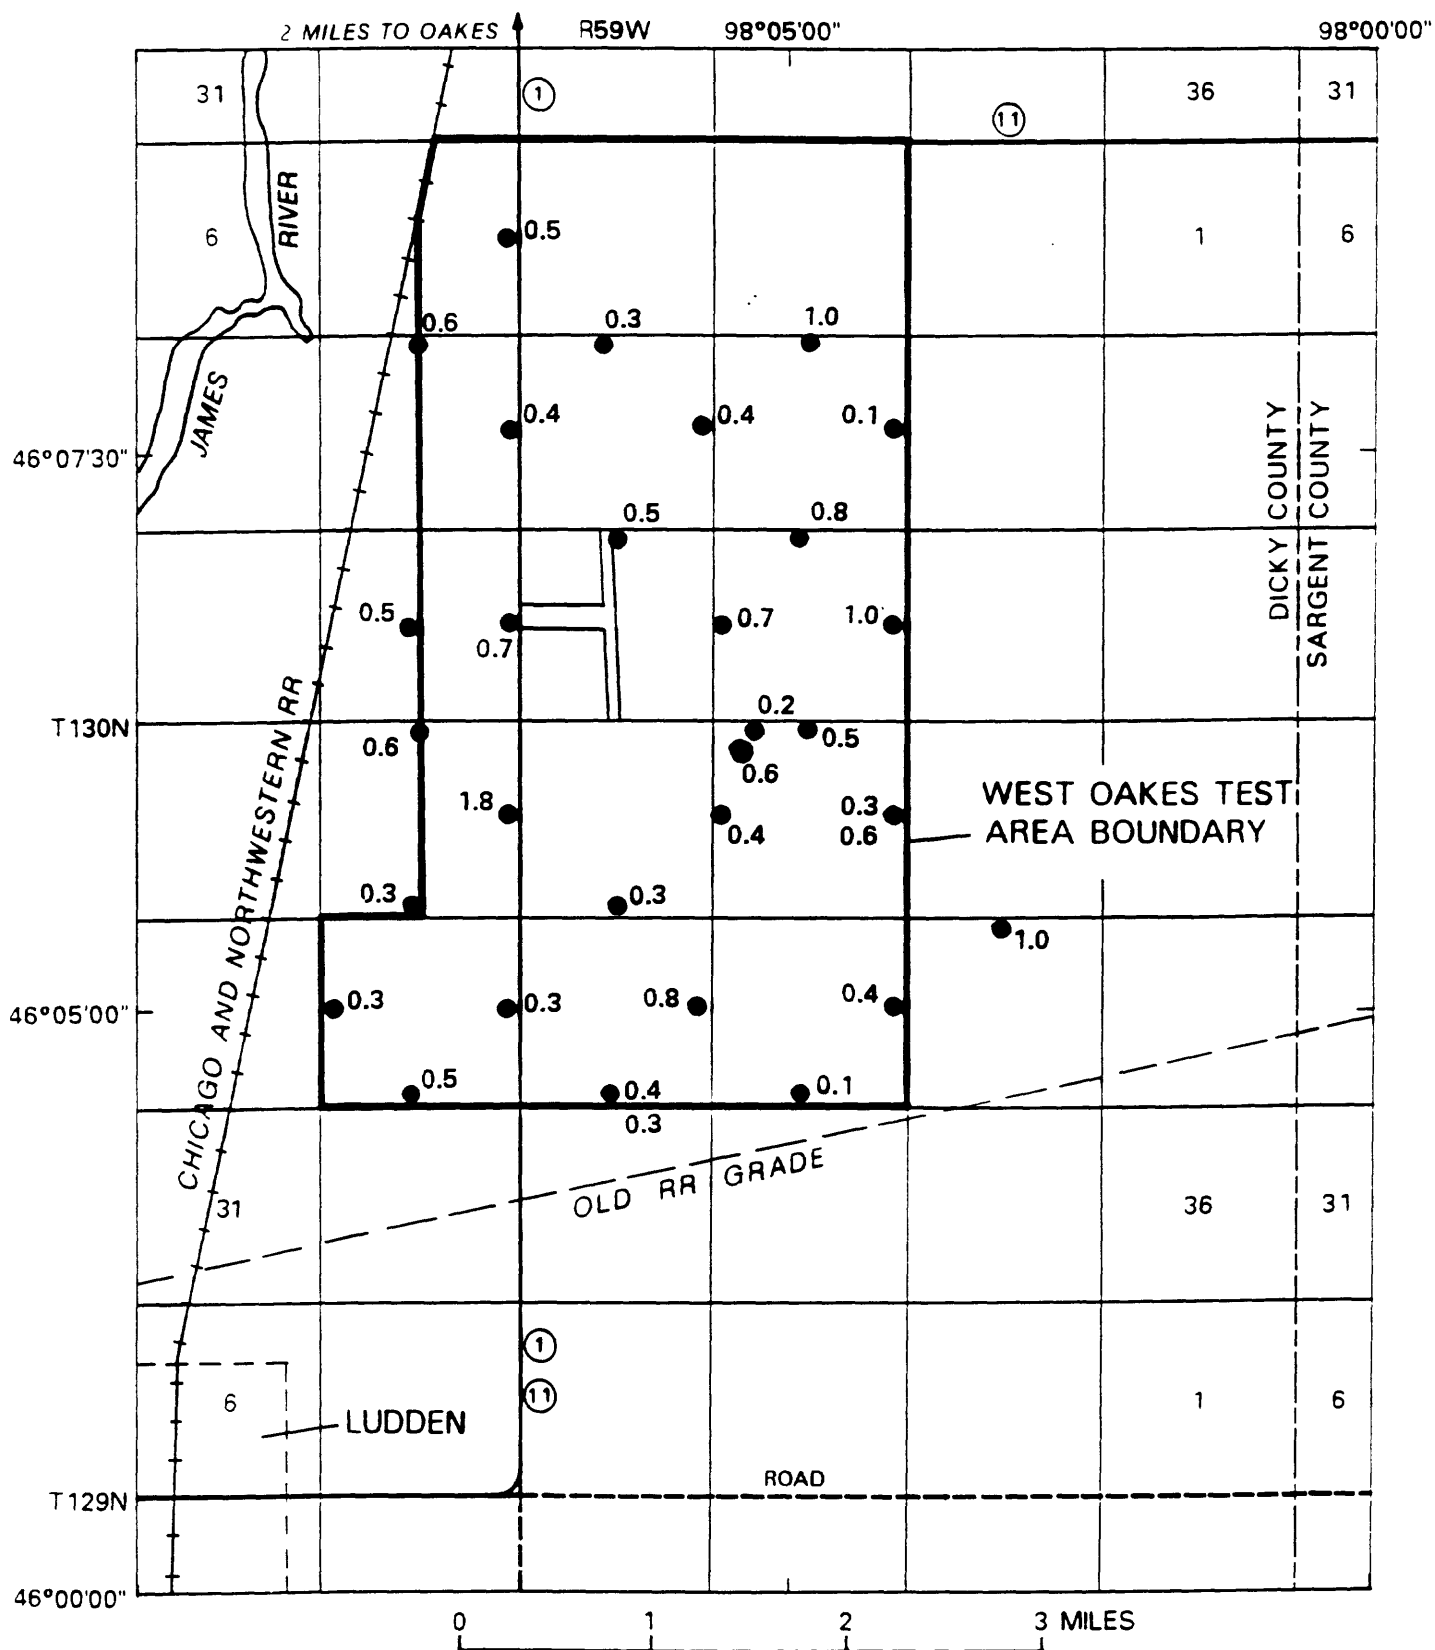 2 MILES TO OAKES R59W 98°05'00" 98°00'00"
31 1 36 31
11
RIVER
6 0.5 1 6
0.6 0.3 1.0
JAMES
0.4 0.4 0.1
46°07'30"
DICKY COUNTY
SARGENT COUNTY
0.5 0.8
0.5 0.7 0.7 1.0
CHICAGO AND NORTHWESTERN RR
T130N 0.2
0.6 0.5
0.6
1.8 0.4 0.3
0.6
WEST OAKES TEST
AREA BOUNDARY
0.3 0.3
1.0
46°05'00" 0.3 0.3 0.8 0.4
0.5 0.4 0.1
0.3
OLD RR GRADE
31 36 31
1
11
6 1 6
LUDDEN
ROAD
T129N
46°00'00"
0 1 2 3 MILES